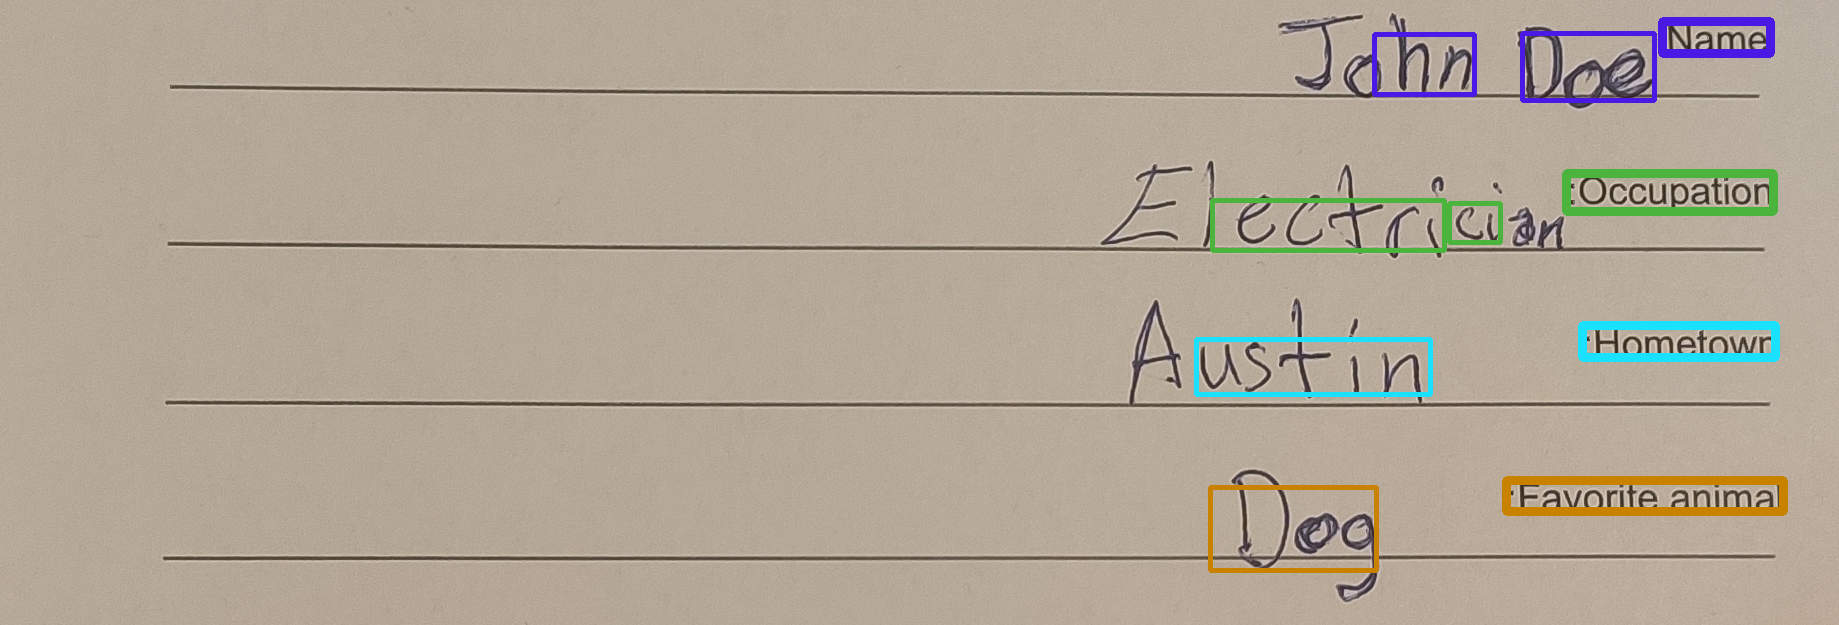 John Doe Name
Electrician :Occupation
Austin :Hometown
Dog :Favorite animal